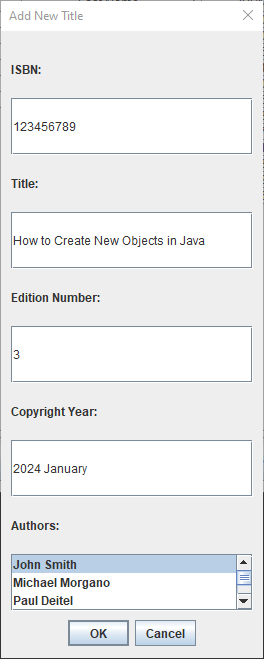 Add New Title
ISBN:
123456789
Title:
How to Create New Objects in Java
Edition Number:
3
Copyright Year:
2024 January
Authors:
John Smith
Michael Morgano
Paul Deitel
OK Cancel